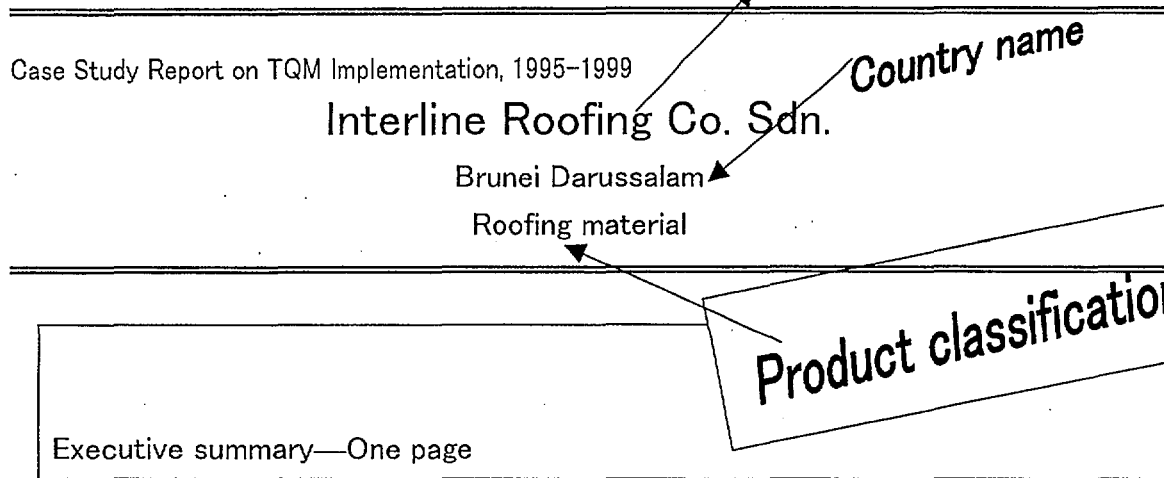 Case Study Report on TQM Implementation, 1995-1999
Country name
Interline Roofing Co. Sdn.
Brunei Darussalam
Roofing material
Product classification
Executive summary—One page